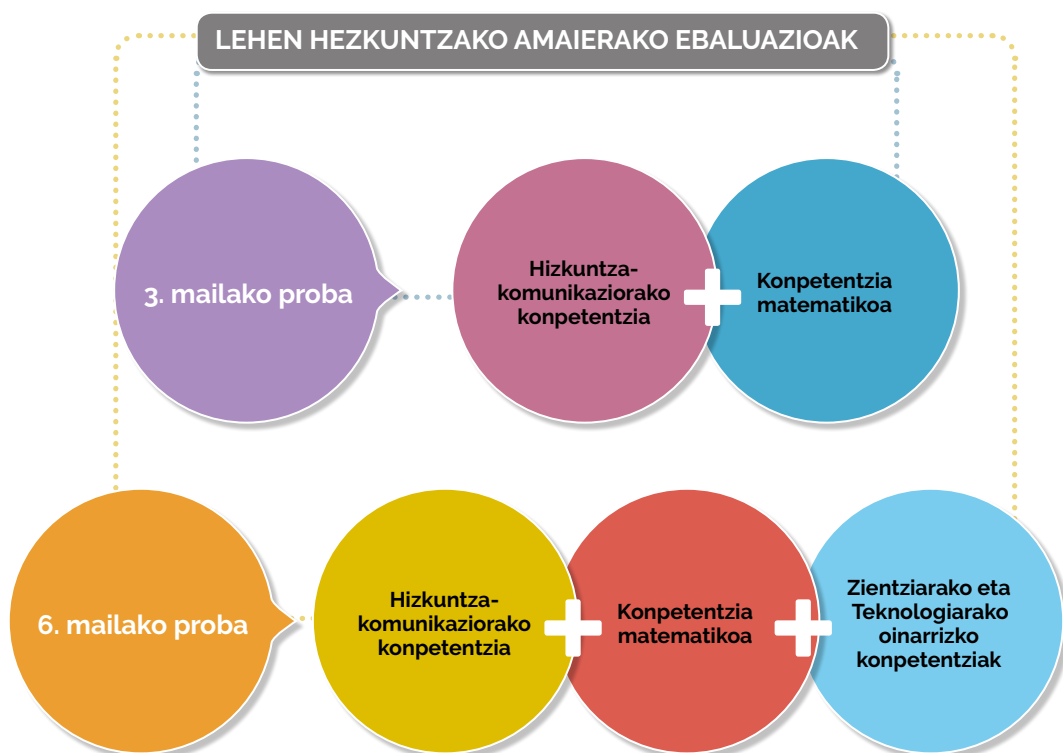 LEHEN HEZKUNTZAKO AMAIERAKO EBALUAZIOAK
3. mailako proba
Hizkuntza-
komunikaziorako
konpetentzia
Konpetentzia
matematikoa
6. mailako proba
Hizkuntza-
komunikaziorako
konpetentzia
Konpetentzia
matematikoa
Zientziarako eta
Teknologiarako
oinarrizko
konpetentziak